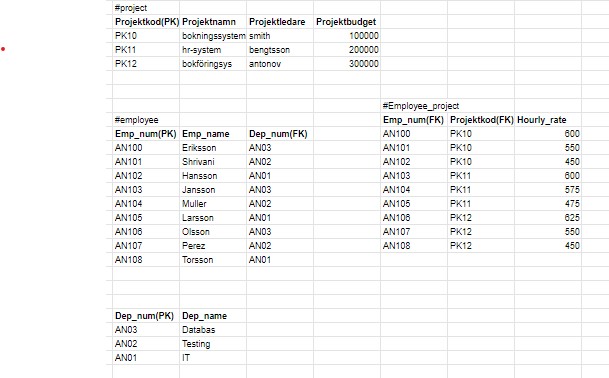 #project
Projektkod(PK) Projektnamn Projektledare Projektbudget
PK10 bokningssystem smith 100000
PK11 hr-system bengtsson 200000
PK12 bokföringsys antonov 300000
#Employee_project
Emp_num(FK) Projektkod(FK) Hourly_rate
AN100 PK10 600
AN101 PK10 550
AN102 PK10 450
AN103 PK11 600
AN104 PK11 575
AN105 PK11 475
AN106 PK12 625
AN107 PK12 550
AN108 PK12 450
#employee
Emp_num(PK) Emp_name Dep_num(FK)
AN100 Eriksson AN03
AN101 Shrivani AN02
AN102 Hansson AN01
AN103 Jansson AN03
AN104 Muller AN02
AN105 Larsson AN01
AN106 Olsson AN03
AN107 Perez AN02
AN108 Torsson AN01
Dep_num(PK) Dep_name
AN03 Databas
AN02 Testing
AN01 IT